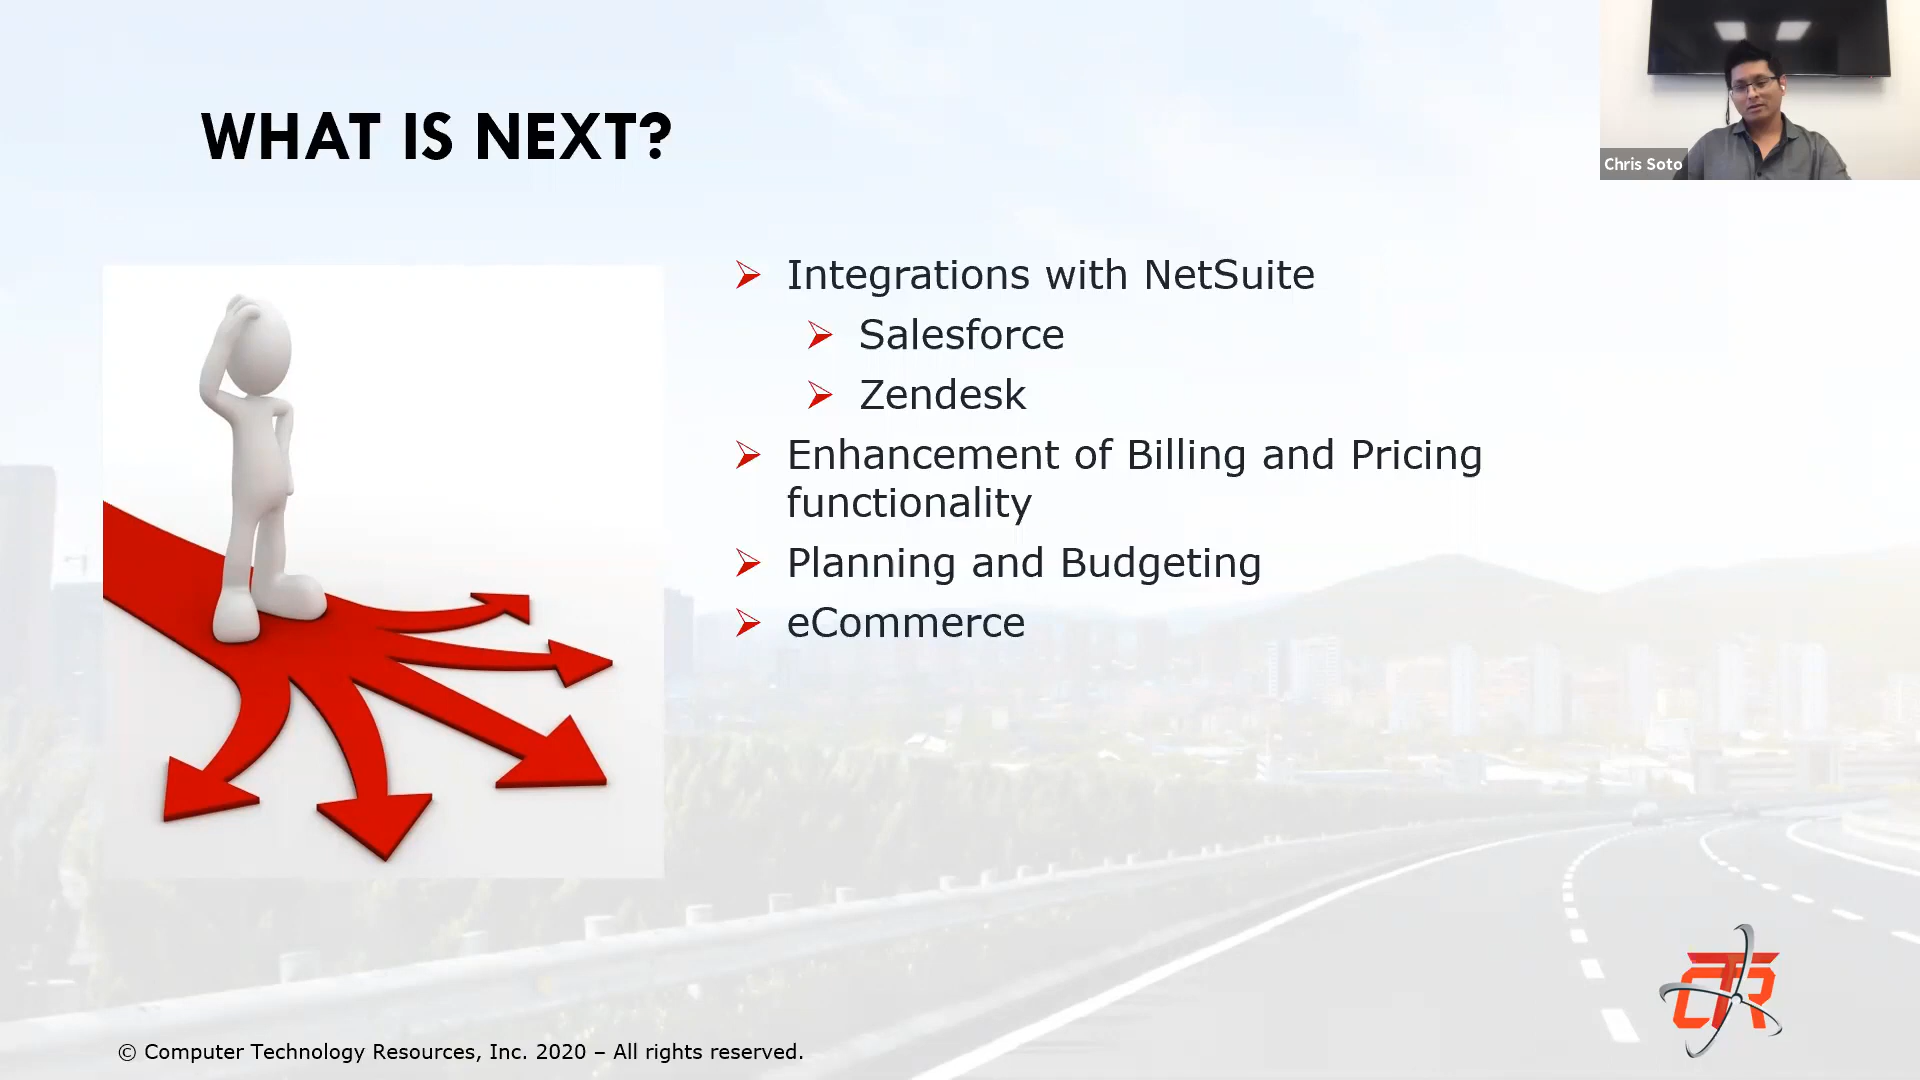 WHAT IS NEXT?
Chris Soto
Integrations with NetSuite
Salesforce
Zendesk
Enhancement of Billing and Pricing
functionality
Planning and Budgeting
eCommerce
CTR
© Computer Technology Resources, Inc. 2020 – All rights reserved.